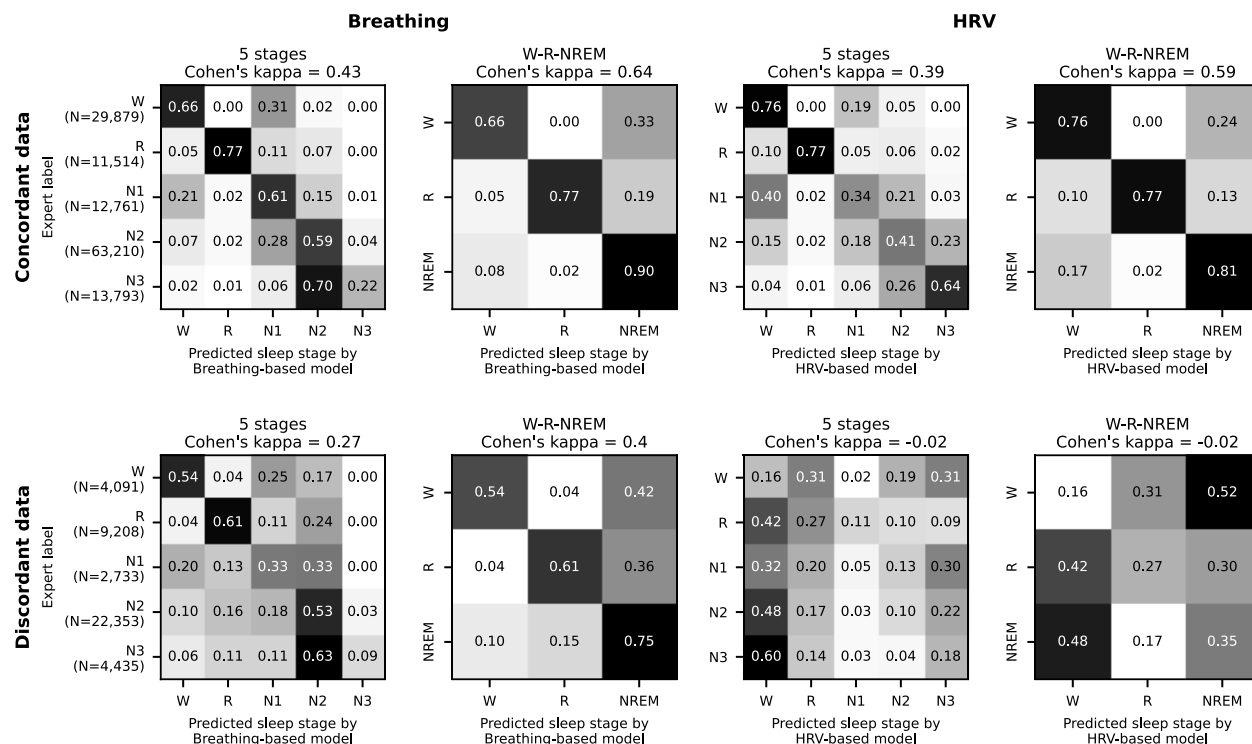 Breathing
HRV
Concordant data
5 stages
Cohen's kappa = 0.43
Expert label
W
(N=29,879)
0.66 0.00 0.31 0.02 0.00
R
(N=11,514)
0.05 0.77 0.11 0.07 0.00
N1
(N=12,761)
0.21 0.02 0.61 0.15 0.01
N2
(N=63,210)
0.07 0.02 0.28 0.59 0.04
N3
(N=13,793)
0.02 0.01 0.06 0.70 0.22
W R N1 N2 N3
Predicted sleep stage by
Breathing-based model
W-R-NREM
Cohen's kappa = 0.64
W 0.66 0.00 0.33
R 0.05 0.77 0.19
NREM 0.08 0.02 0.90
W R NREM
Predicted sleep stage by
Breathing-based model
5 stages
Cohen's kappa = 0.39
W 0.76 0.00 0.19 0.05 0.00
R 0.10 0.77 0.05 0.06 0.02
N1 0.40 0.02 0.34 0.21 0.03
N2 0.15 0.02 0.18 0.41 0.23
N3 0.04 0.01 0.06 0.26 0.64
W R N1 N2 N3
Predicted sleep stage by
HRV-based model
W-R-NREM
Cohen's kappa = 0.59
W 0.76 0.00 0.24
R 0.10 0.77 0.13
NREM 0.17 0.02 0.81
W R NREM
Predicted sleep stage by
HRV-based model
Discordant data
5 stages
Cohen's kappa = 0.27
Expert label
W
(N=4,091)
0.54 0.04 0.25 0.17 0.00
R
(N=9,208)
0.04 0.61 0.11 0.24 0.00
N1
(N=2,733)
0.20 0.13 0.33 0.33 0.00
N2
(N=22,353)
0.10 0.16 0.18 0.53 0.03
N3
(N=4,435)
0.06 0.11 0.11 0.63 0.09
W R N1 N2 N3
Predicted sleep stage by
Breathing-based model
W-R-NREM
Cohen's kappa = 0.4
W 0.54 0.04 0.42
R 0.04 0.61 0.36
NREM 0.10 0.15 0.75
W R NREM
Predicted sleep stage by
Breathing-based model
5 stages
Cohen's kappa = -0.02
W 0.16 0.31 0.02 0.19 0.31
R 0.42 0.27 0.11 0.10 0.09
N1 0.32 0.20 0.05 0.13 0.30
N2 0.48 0.17 0.03 0.10 0.22
N3 0.60 0.14 0.03 0.04 0.18
W R N1 N2 N3
Predicted sleep stage by
HRV-based model
W-R-NREM
Cohen's kappa = -0.02
W 0.16 0.31 0.52
R 0.42 0.27 0.30
NREM 0.48 0.17 0.35
W R NREM
Predicted sleep stage by
HRV-based model